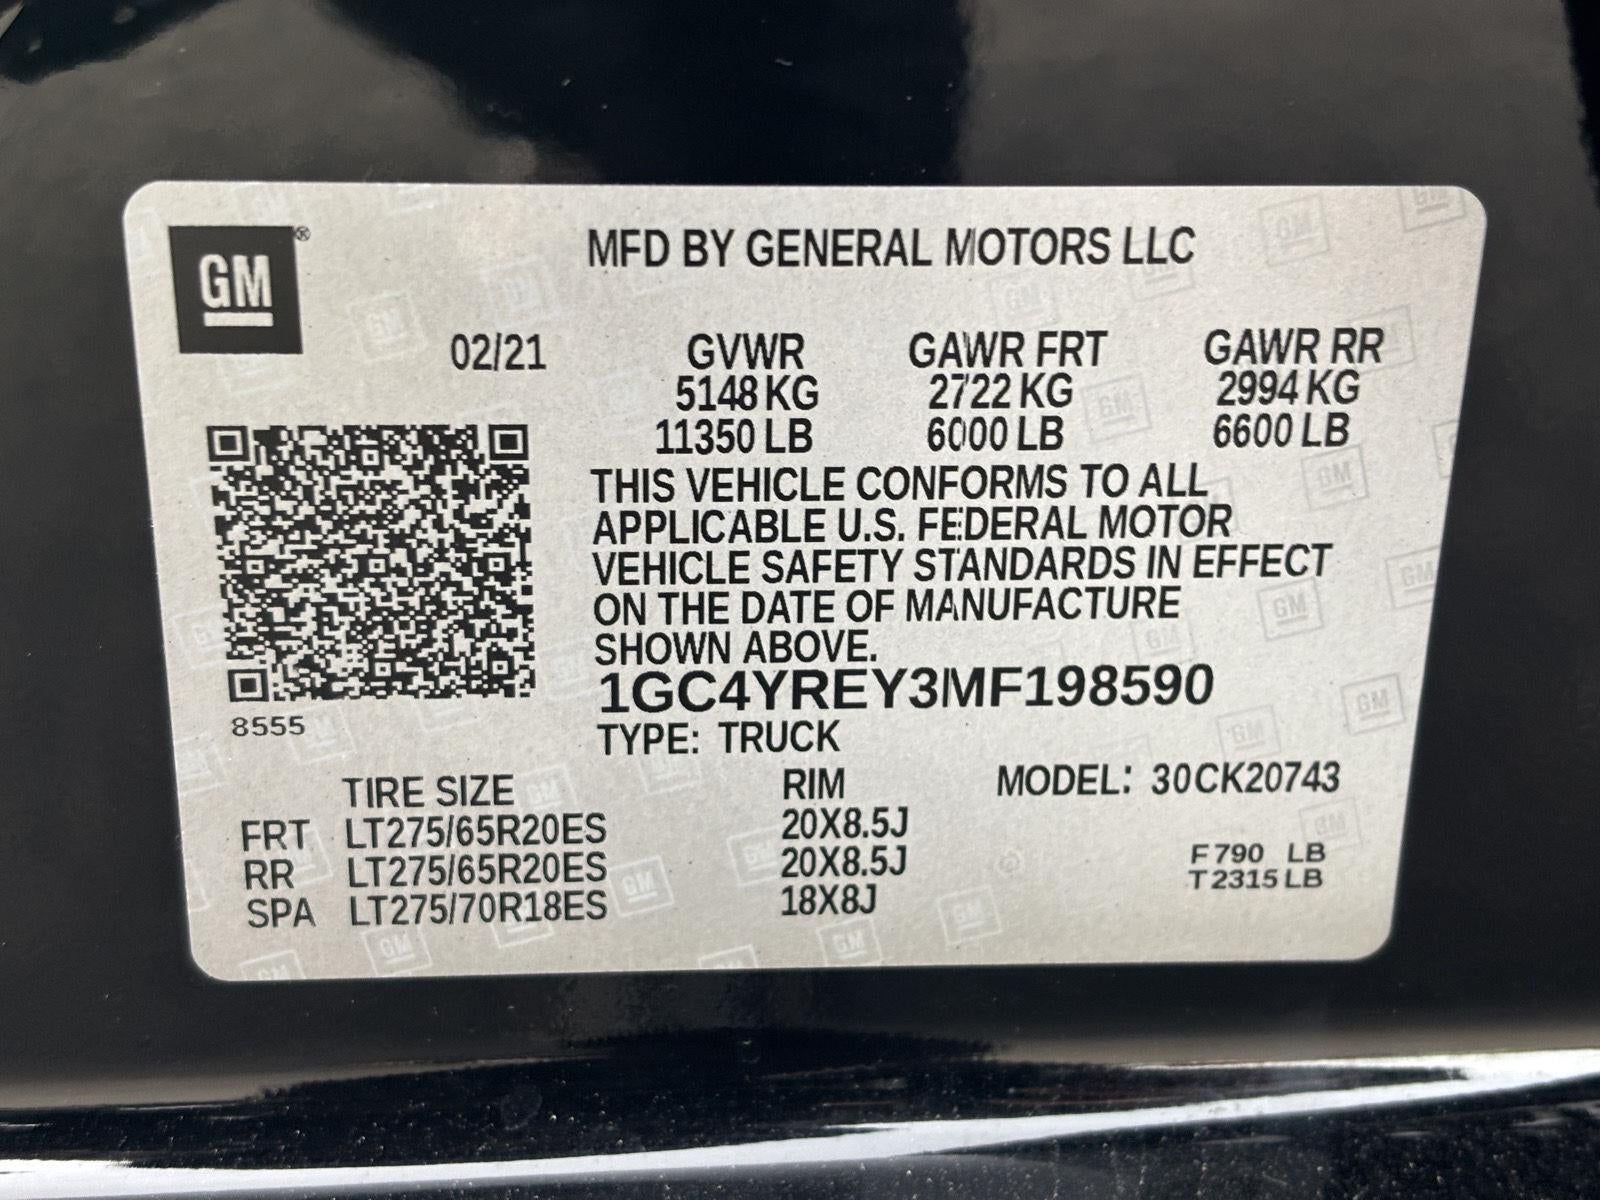 GM®
MFD BY GENERAL MOTORS LLC
02/21 GVWR GAWR FRT GAWR RR
5148 KG 2722 KG 2994 KG
11350 LB 6000 LB 6600 LB
THIS VEHICLE CONFORMS TO ALL
APPLICABLE U.S. FEDERAL MOTOR
VEHICLE SAFETY STANDARDS IN EFFECT
ON THE DATE OF MANUFACTURE
SHOWN ABOVE.
1GC4YREY3MF198590
8555
TYPE: TRUCK
TIRE SIZE RIM MODEL: 30CK20743
FRT LT275/65R20ES 20X8.5J
RR LT275/65R20ES 20X8.5J
SPA LT275/70R18ES 18X8J
F 790 LB
T 2315 LB